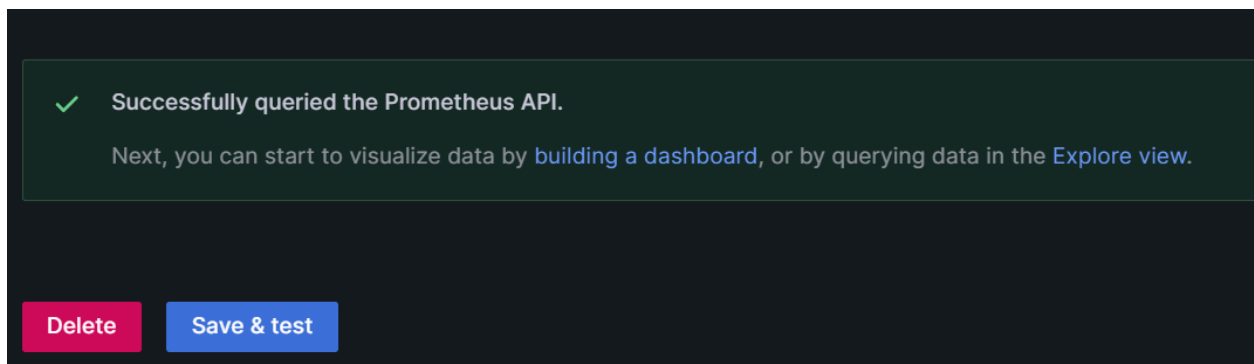 Successfully queried the Prometheus API.
Next, you can start to visualize data by building a dashboard, or by querying data in the Explore view.
Delete
Save & test